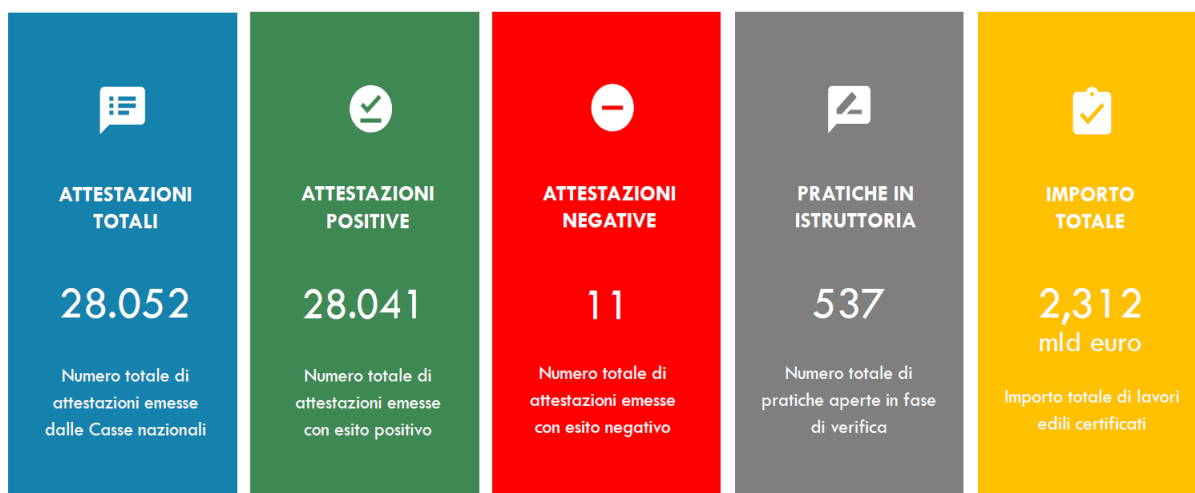 ATTESTAZIONI
TOTALI
28.052
Numero totale di
attestazioni emesse
dalle Casse nazionali
ATTESTAZIONI
POSITIVE
28.041
Numero totale di
attestazioni emesse
con esito positivo
ATTESTAZIONI
NEGATIVE
11
Numero totale di
attestazioni emesse
con esito negativo
PRATICHE IN
ISTRUTTORIA
537
Numero totale di
pratiche aperte in fase
di verifica
IMPORTO
TOTALE
2,312
mld euro
Importo totale di lavori
edili certificati